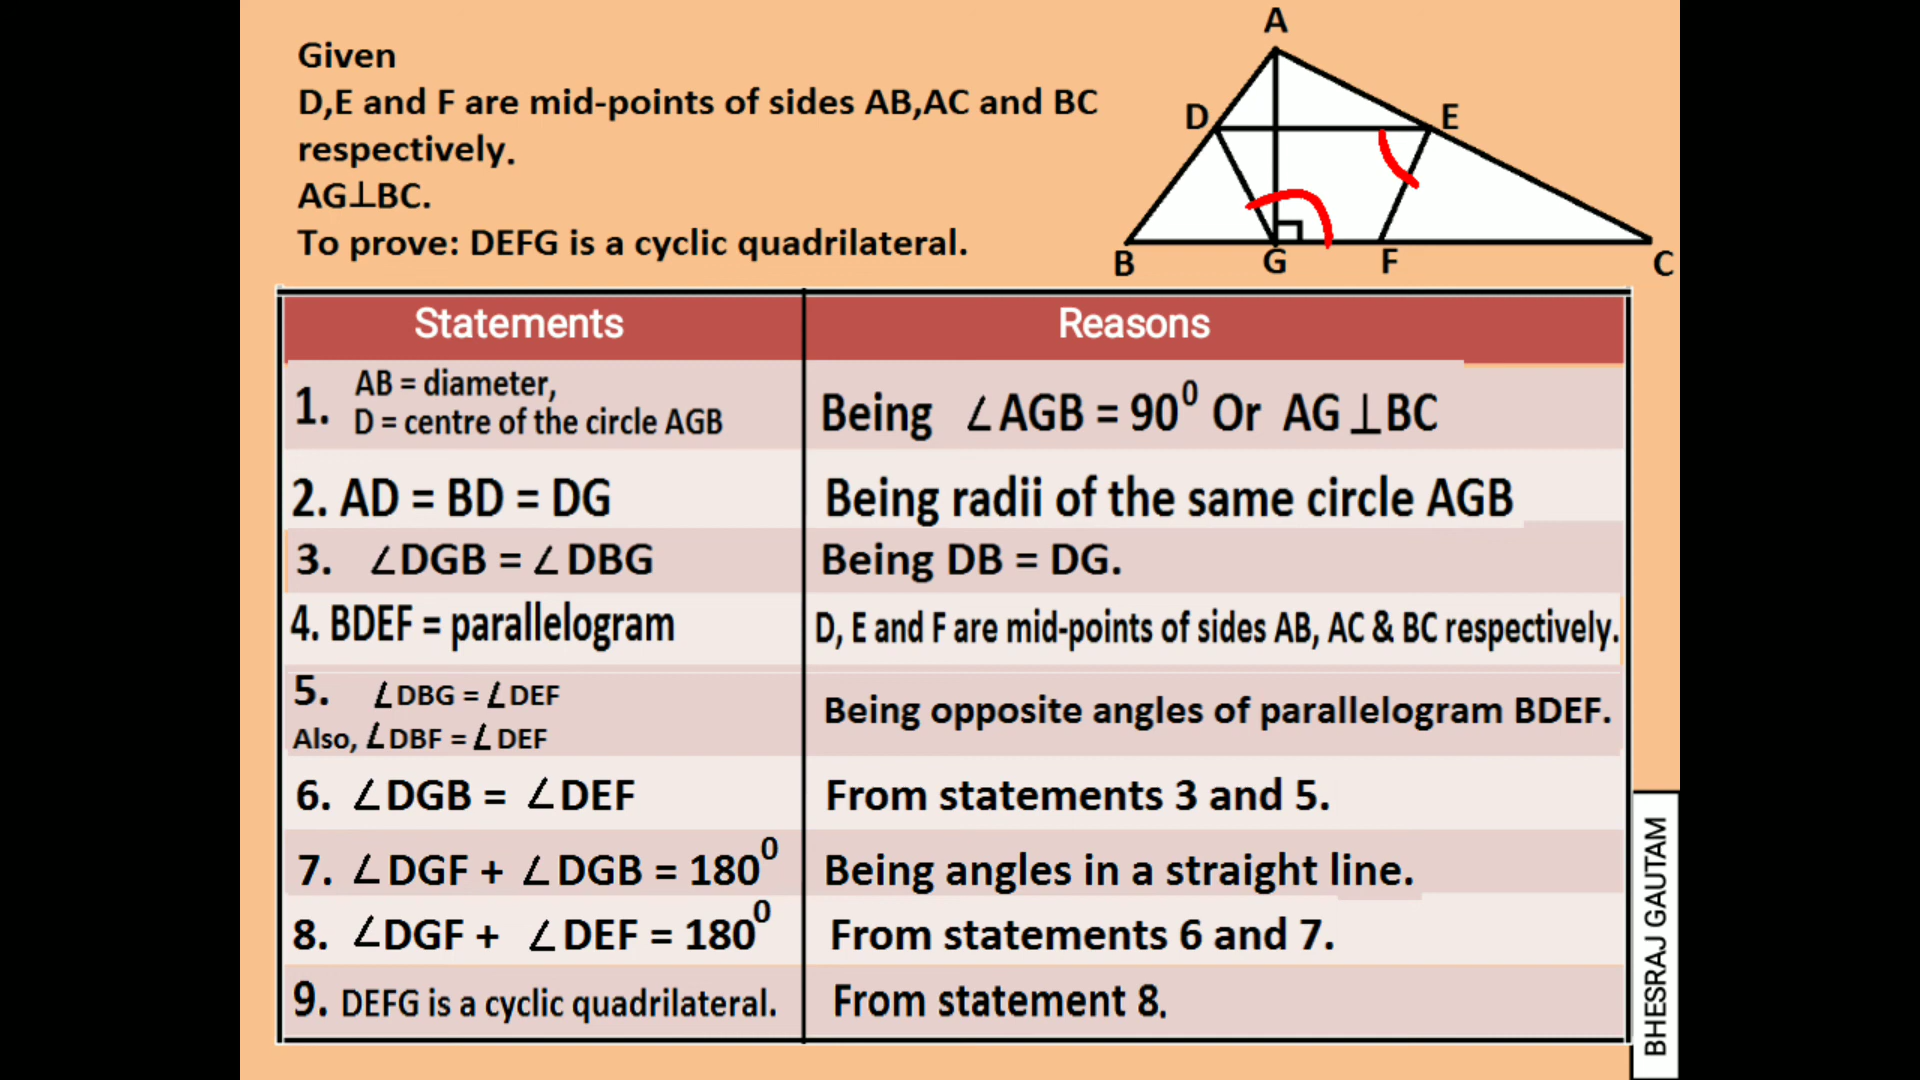 Given
D,E and F are mid-points of sides AB,AC and BC
respectively.
AG⊥BC.
To prove: DEFG is a cyclic quadrilateral.
A
D
E
B
G
F
C
Statements
Reasons
1. AB = diameter,
D = centre of the circle AGB
Being ∠AGB = 90⁰ Or AG⊥BC
2. AD = BD = DG
Being radii of the same circle AGB
3. ∠DGB = ∠DBG
Being DB = DG.
4. BDEF = parallelogram
D, E and F are mid-points of sides AB, AC & BC respectively.
5. ∠DBG = ∠DEF
Also, ∠DBF = ∠DEF
Being opposite angles of parallelogram BDEF.
6. ∠DGB = ∠DEF
From statements 3 and 5.
7. ∠DGF + ∠DGB = 180⁰
Being angles in a straight line.
8. ∠DGF + ∠DEF = 180⁰
From statements 6 and 7.
9. DEFG is a cyclic quadrilateral.
From statement 8.
BHESRAJ GAUTAM